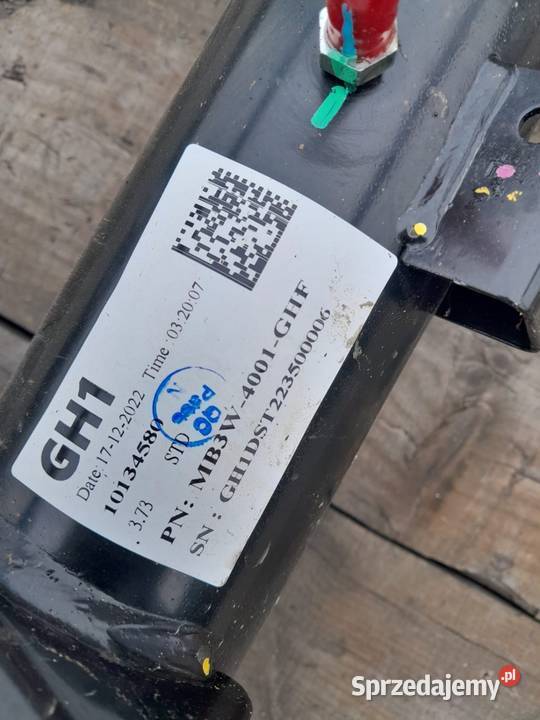 GH1
Date: 17-12-2022 Time: 03:20:07
10134580
. 3.73 STD
QC
Pass
PN: MB3W-4001-GHF
SN: GH1DST223500006
Sprzedajemy.pl